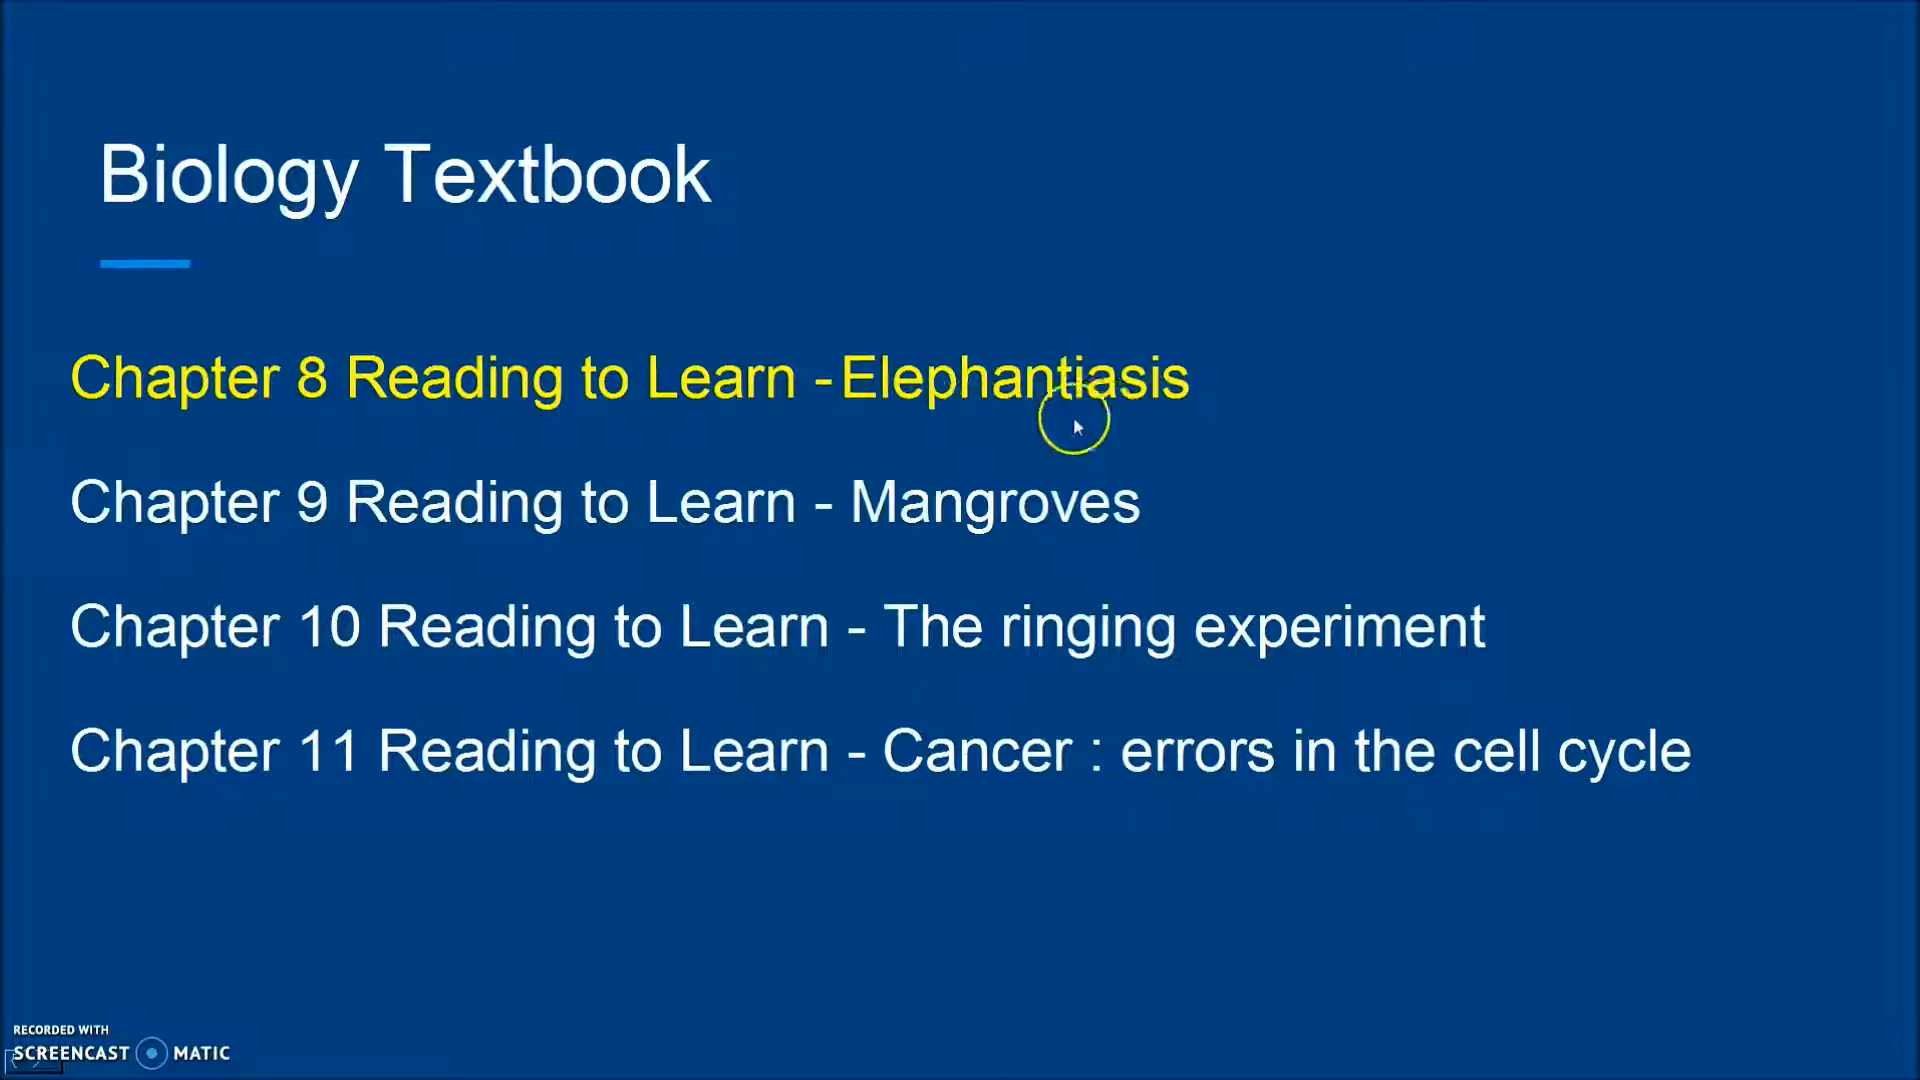 Biology Textbook
Chapter 8 Reading to Learn - Elephantiasis
Chapter 9 Reading to Learn - Mangroves
Chapter 10 Reading to Learn - The ringing experiment
Chapter 11 Reading to Learn - Cancer : errors in the cell cycle
RECORDED WITH
SCREENCAST MATIC